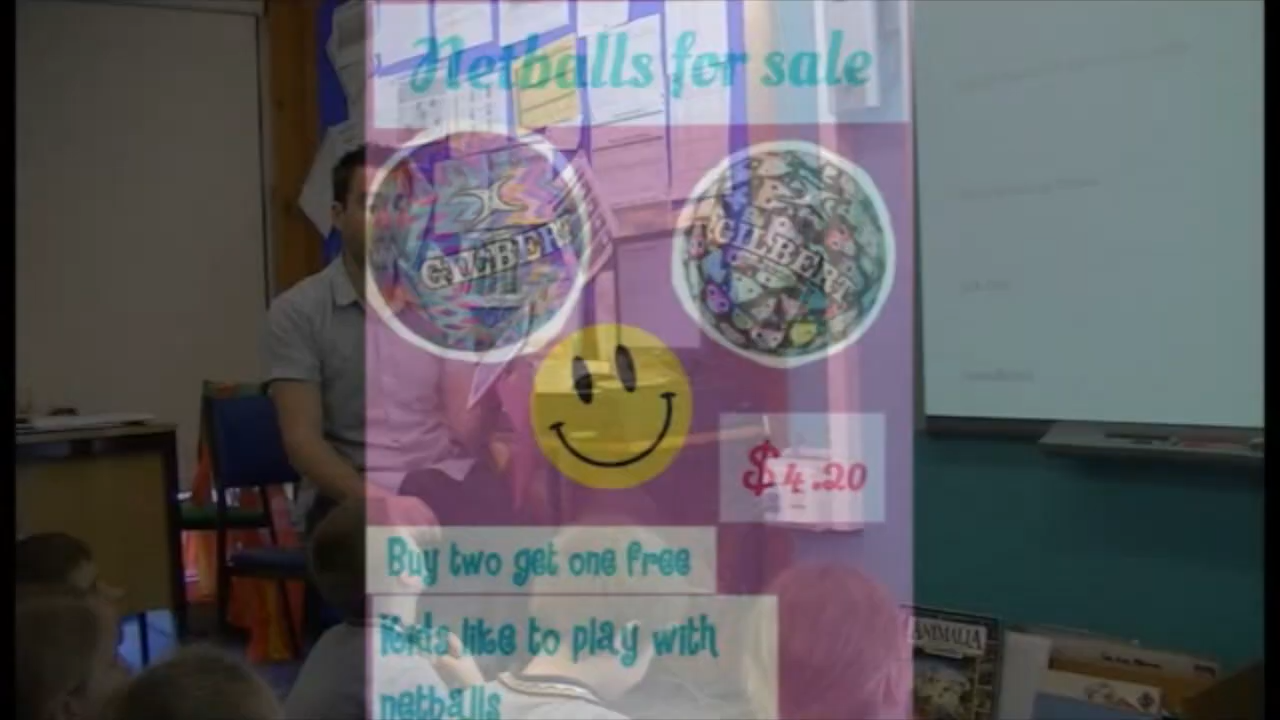 Netballs for sale
GILBERT
GILBERT
$4.20
Buy two get one free
Kids like to play with
netballs
ANIMALIA